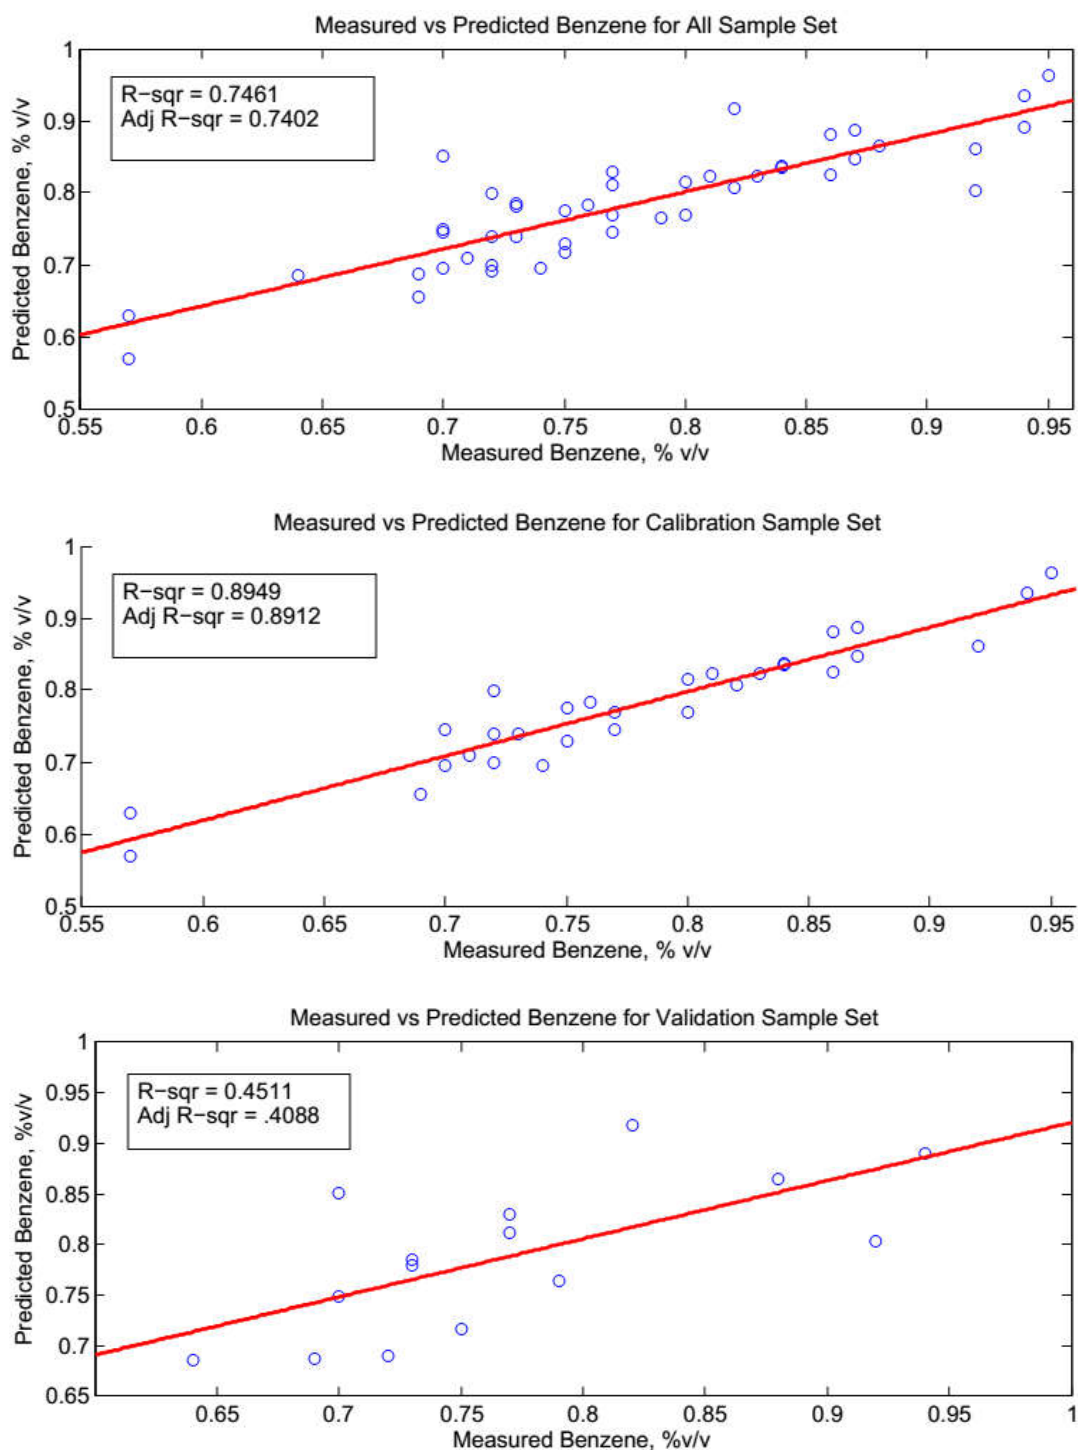 Measured vs Predicted Benzene for All Sample Set
1
0.9
0.8
0.7
0.6
0.5
Predicted Benzene, % v/v
R−sqr = 0.7461
Adj R−sqr = 0.7402
0.55 0.6 0.65 0.7 0.75 0.8 0.85 0.9 0.95
Measured Benzene, % v/v
Measured vs Predicted Benzene for Calibration Sample Set
1
0.9
0.8
0.7
0.6
0.5
Predicted Benzene, % v/v
R−sqr = 0.8949
Adj R−sqr = 0.8912
0.55 0.6 0.65 0.7 0.75 0.8 0.85 0.9 0.95
Measured Benzene, % v/v
Measured vs Predicted Benzene for Validation Sample Set
1
0.95
0.9
0.85
0.8
0.75
0.7
0.65
Predicted Benzene, %v/v
R−sqr = 0.4511
Adj R−sqr = .4088
0.65 0.7 0.75 0.8 0.85 0.9 0.95 1
Measured Benzene, %v/v